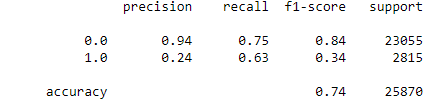 precision recall f1-score support
0.0 0.94 0.75 0.84 23055
1.0 0.24 0.63 0.34 2815
accuracy 0.74 25870